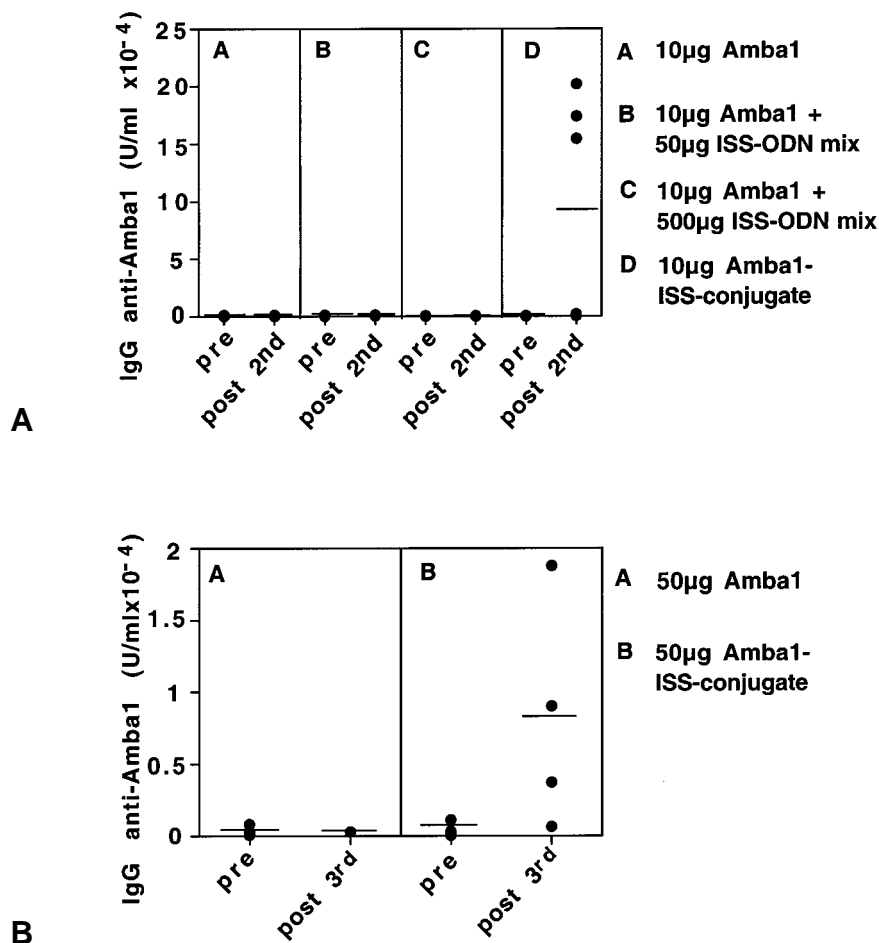 IgG anti-Amba1 (U/ml x10⁻⁴)
25
20
15
10
5
0
A
B
C
D
pre
post 2nd
pre
post 2nd
pre
post 2nd
pre
post 2nd
A 10µg Amba1
B 10µg Amba1 +
50µg ISS-ODN mix
C 10µg Amba1 +
500µg ISS-ODN mix
D 10µg Amba1-
ISS-conjugate
A
IgG anti-Amba1 (U/mlx10⁻⁴)
2
1.5
1
0.5
0
A
B
pre
post 3rd
pre
post 3rd
A 50µg Amba1
B 50µg Amba1-
ISS-conjugate
B